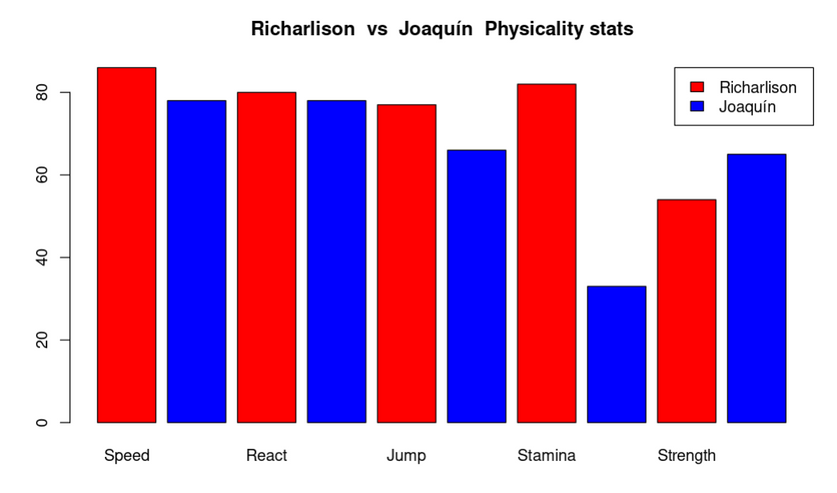 Richarlison vs Joaquín Physicality stats
Richarlison
Joaquín
80
60
40
20
0
Speed React Jump Stamina Strength